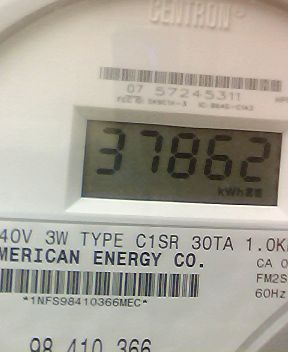 CENTRON
07 57245311
37862
kWh
40V 3W TYPE C1SR 30TA 1.0K
MERICAN ENERGY CO.
CA 0
FM2S
*1NFS98410366MEC*
60Hz
98 410 366